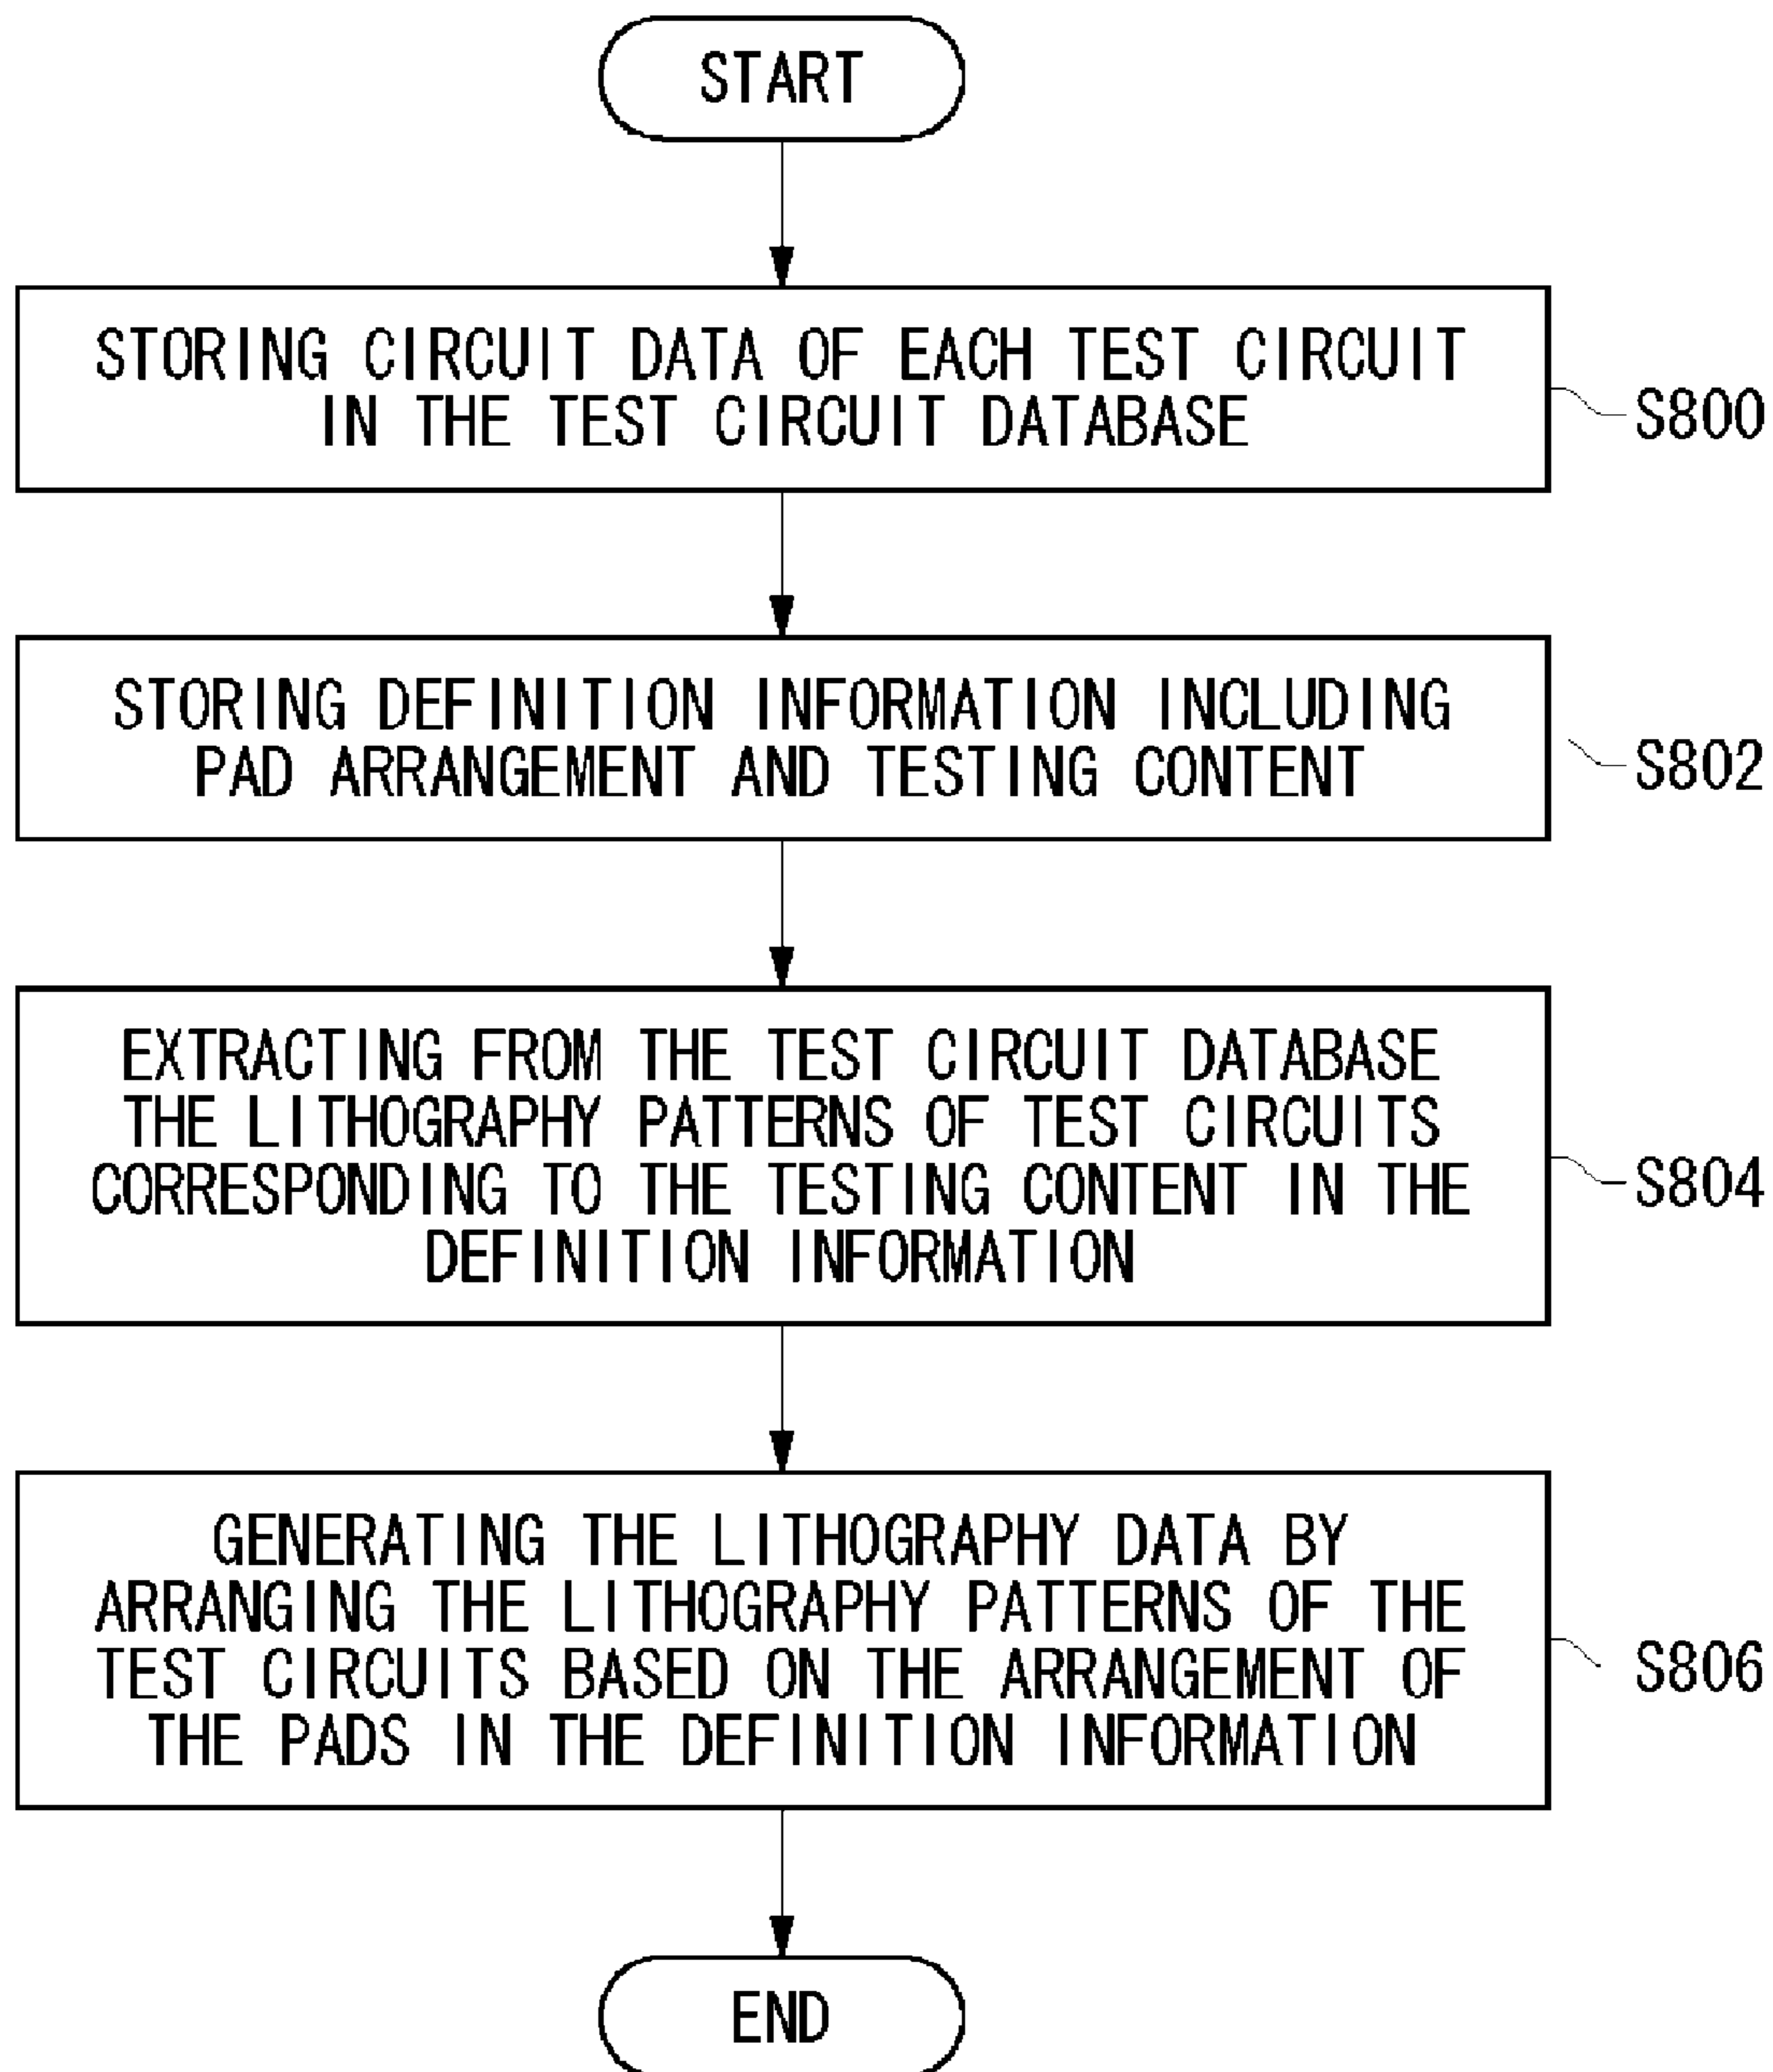 START
STORING CIRCUIT DATA OF EACH TEST CIRCUIT
IN THE TEST CIRCUIT DATABASE
S800
STORING DEFINITION INFORMATION INCLUDING
PAD ARRANGEMENT AND TESTING CONTENT
S802
EXTRACTING FROM THE TEST CIRCUIT DATABASE
THE LITHOGRAPHY PATTERNS OF TEST CIRCUITS
CORRESPONDING TO THE TESTING CONTENT IN THE
DEFINITION INFORMATION
S804
GENERATING THE LITHOGRAPHY DATA BY
ARRANGING THE LITHOGRAPHY PATTERNS OF THE
TEST CIRCUITS BASED ON THE ARRANGEMENT OF
THE PADS IN THE DEFINITION INFORMATION
S806
END